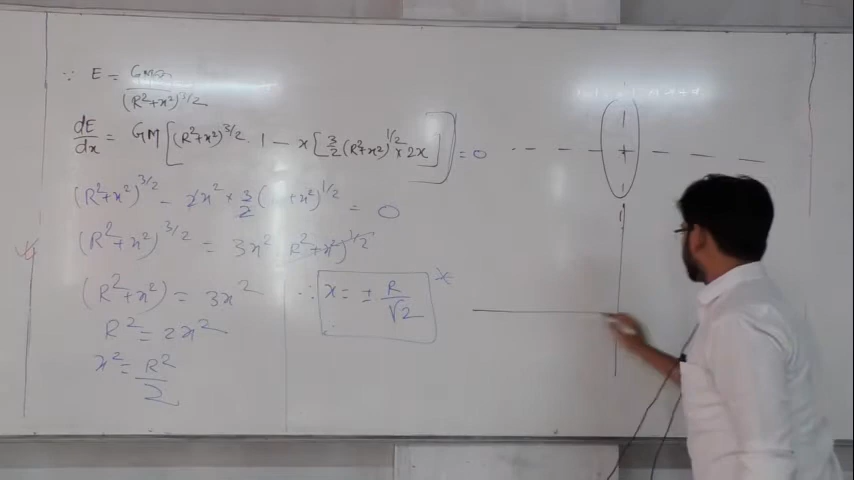 ∵ E = GMx / (R²+x²)^3/2
dE/dx = GM[(R²+x²)^3/2 · 1 − x[3/2 (R²+x²)^1/2 × 2x]] = 0
(R²+x²)^3/2 − 2x² × 3/2 ( +x²)^1/2 = 0
(R²+x²)^3/2 = 3x² R²+x²)^1/2
(R²+x²) = 3x²
R² = 2x²
x² = R²/2
∴ x = ± R/√2